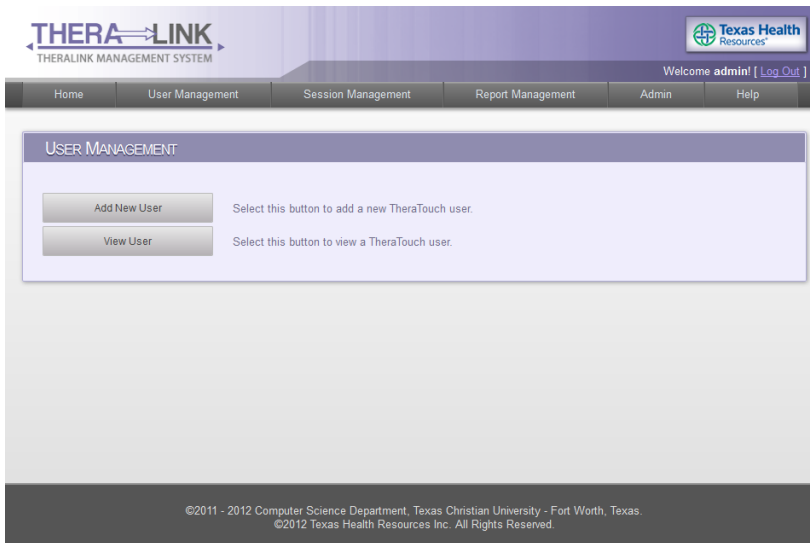 THERA LINK
THERALINK MANAGEMENT SYSTEM
Texas Health
Resources®
Welcome admin! [ Log Out ]
Home User Management Session Management Report Management Admin Help
USER MANAGEMENT
Add New User Select this button to add a new TheraTouch user.
View User Select this button to view a TheraTouch user.
©2011 - 2012 Computer Science Department, Texas Christian University - Fort Worth, Texas.
©2012 Texas Health Resources Inc. All Rights Reserved.